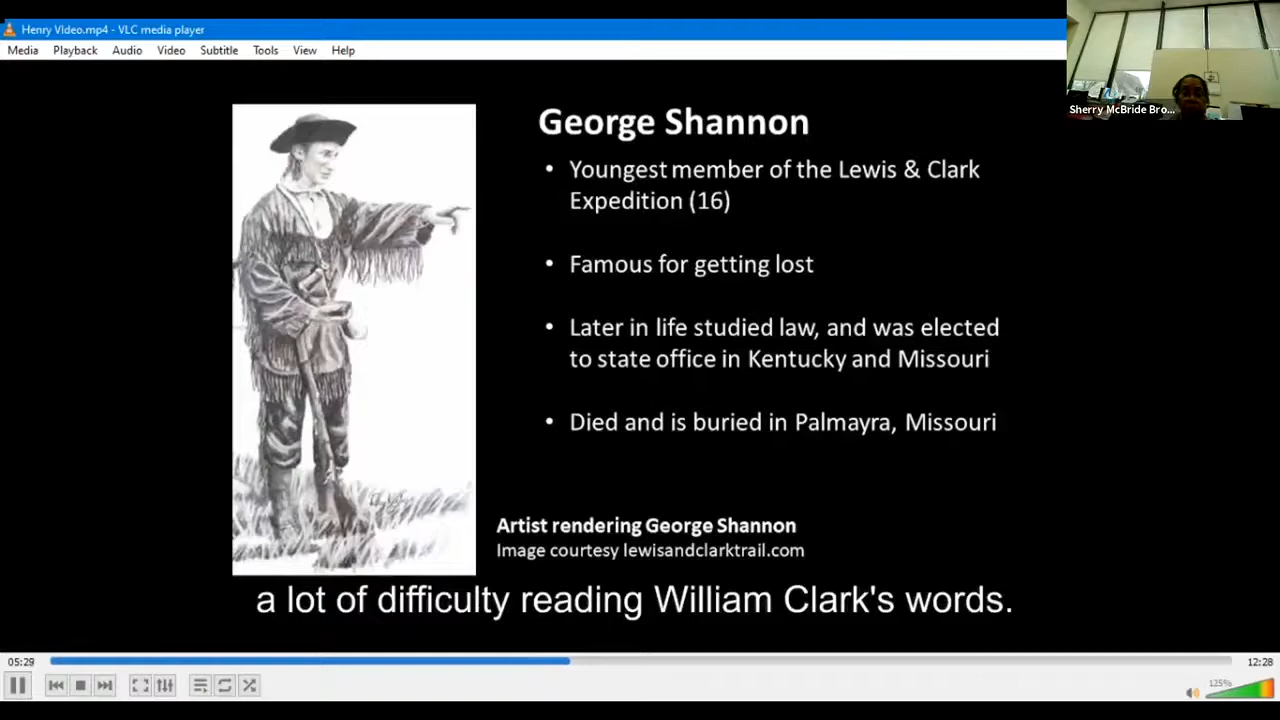 Henry Video.mp4 - VLC media player
Media Playback Audio Video Subtitle Tools View Help
Sherry McBride Bro...
George Shannon
• Youngest member of the Lewis & Clark
Expedition (16)
• Famous for getting lost
• Later in life studied law, and was elected
to state office in Kentucky and Missouri
• Died and is buried in Palmayra, Missouri
Artist rendering George Shannon
Image courtesy lewisandclarktrail.com
a lot of difficulty reading William Clark's words.
05:29
12:28
125%